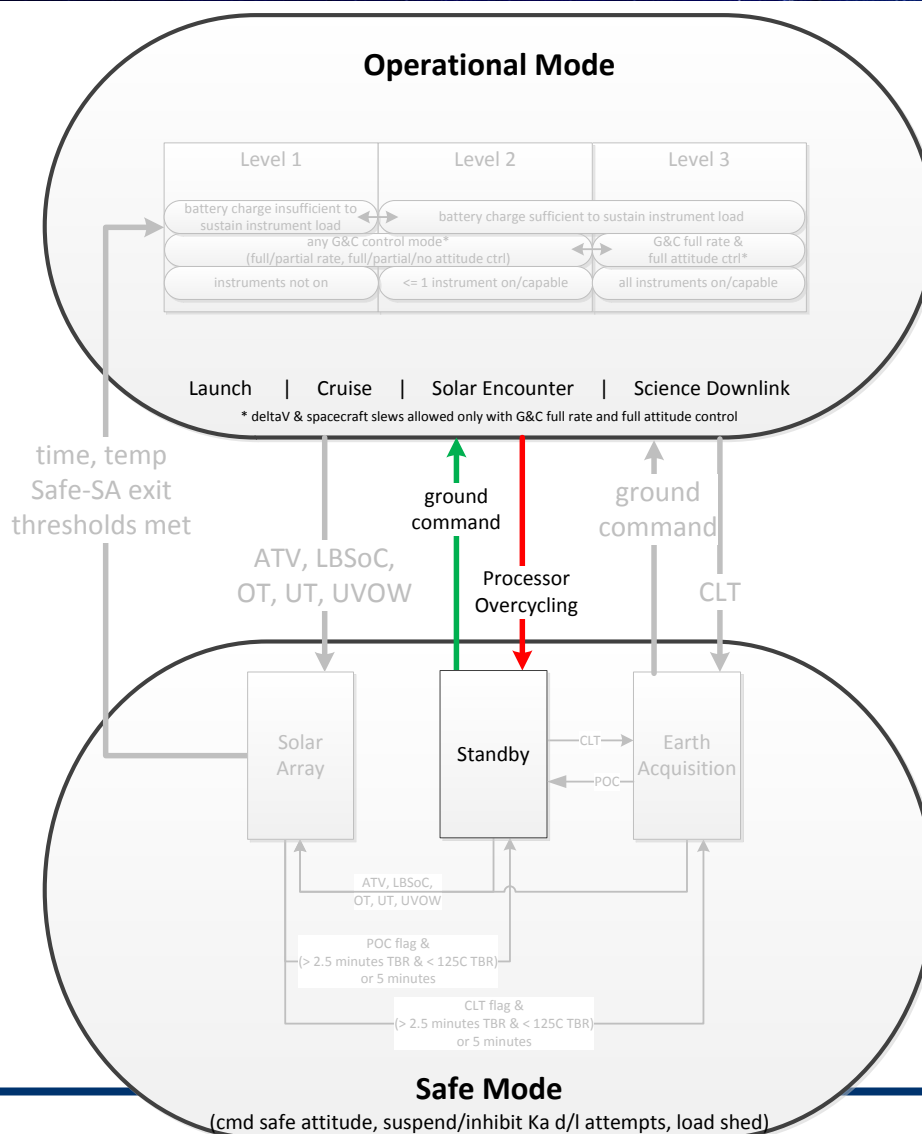 Operational Mode
Level 1
Level 2
Level 3
battery charge insufficient to
sustain instrument load
battery charge sufficient to sustain instrument load
any G&C control mode*
(full/partial rate, full/partial/no attitude ctrl)
G&C full rate &
full attitude ctrl*
instruments not on
<= 1 instrument on/capable
all instruments on/capable
Launch | Cruise | Solar Encounter | Science Downlink
* deltaV & spacecraft slews allowed only with G&C full rate and full attitude control
time, temp
Safe-SA exit
thresholds met
ATV, LBSoC,
OT, UT, UVOW
ground
command
Processor
Overcycling
ground
command
CLT
Solar
Array
Standby
CLT
POC
Earth
Acquisition
ATV, LBSoC,
OT, UT, UVOW
POC flag &
(> 2.5 minutes TBR & < 125C TBR)
or 5 minutes
CLT flag &
(> 2.5 minutes TBR & < 125C TBR)
or 5 minutes
Safe Mode
(cmd safe attitude, suspend/inhibit Ka d/l attempts, load shed)